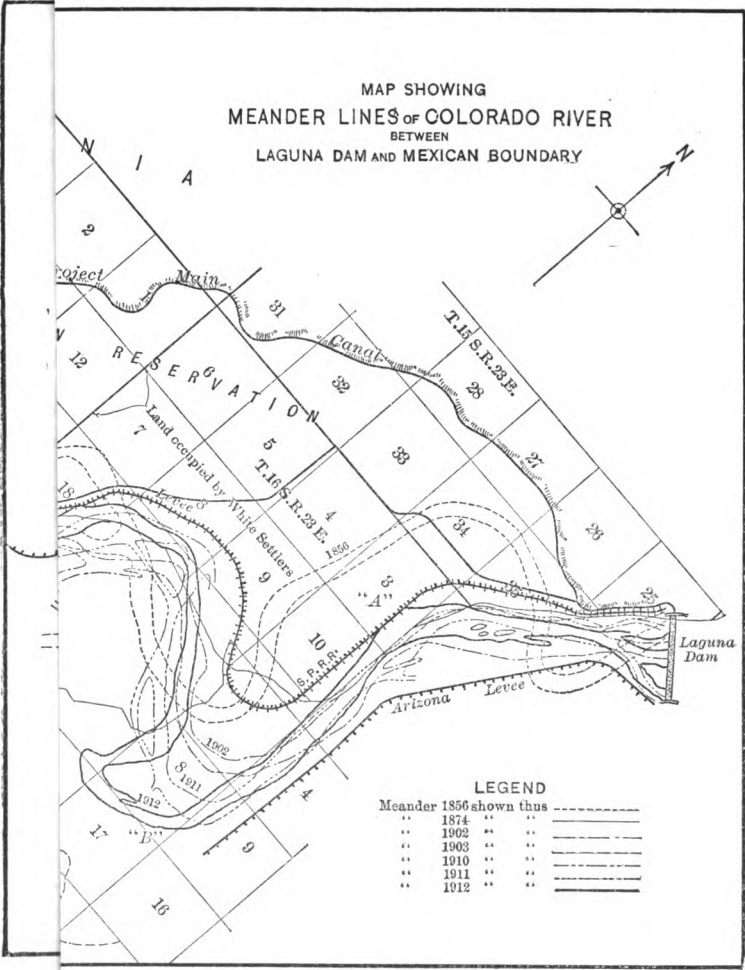 MAP SHOWING
MEANDER LINES OF COLORADO RIVER
BETWEEN
LAGUNA DAM AND MEXICAN BOUNDARY
N
N I A
2
oject Main Canal
31
T.15 S.R.23 E.
N RESERVATION
12
6
32
28
7
Land occupied by White Settlers
5
33
27
T.16 S.R.23 E.
18
Levee
8
4
34
26
1856
9
3
"A"
25
10
S.P.R.R.
Laguna
Dam
Arizona Levee
1902
8
1911
1912
"B"
17
4
9
16
LEGEND
Meander 1856 shown thus
" 1874 " "
" 1902 " "
" 1903 " "
" 1910 " "
" 1911 " "
" 1912 " "